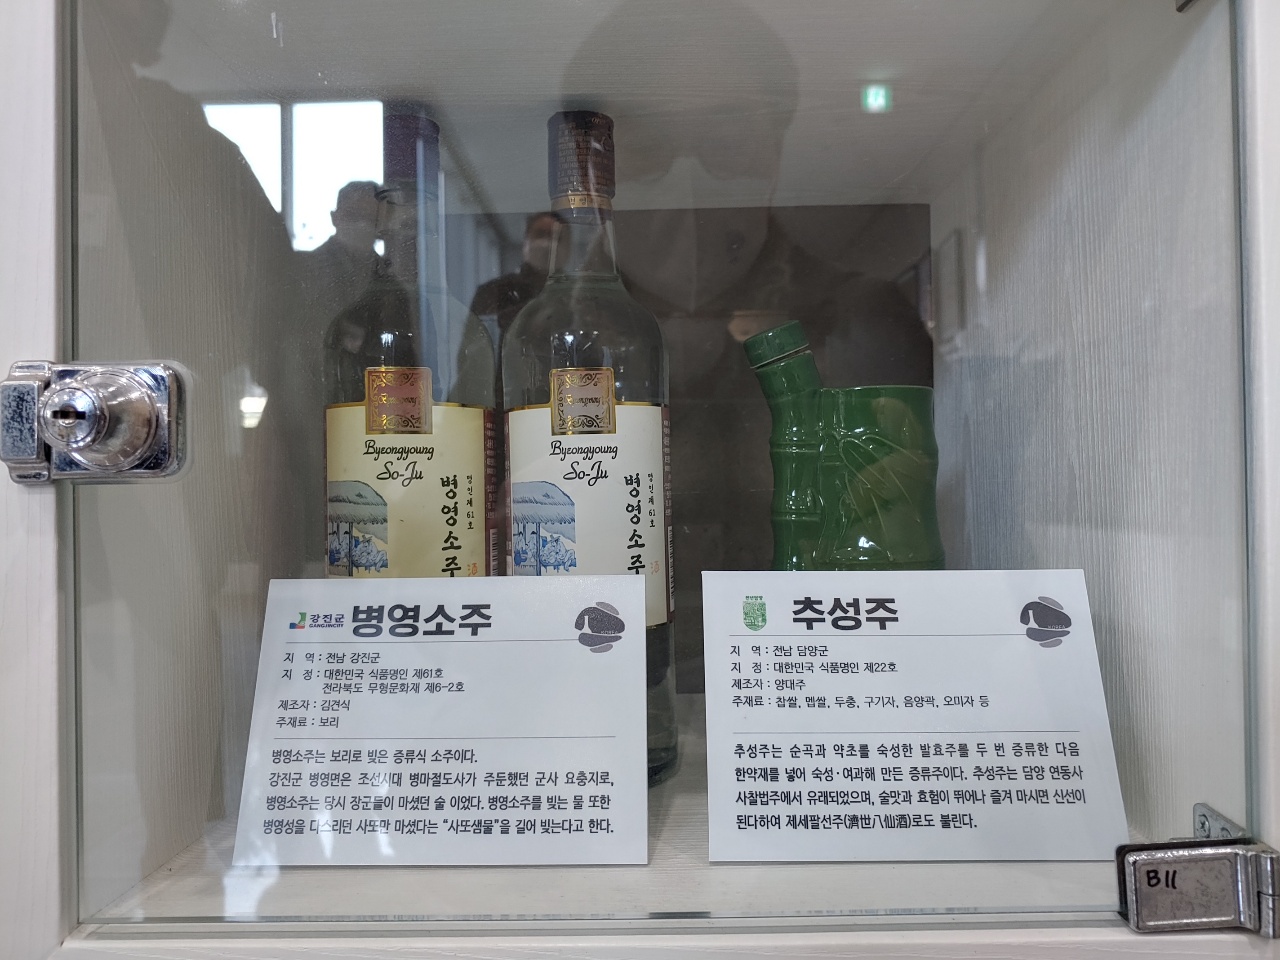 Byeongyoung
So-Ju
병영소주
명인제61호
酒
Byeongyoung
So-Ju
병영소주
명인제61호
酒
강진군
GANGJINGUN
병영소주
지 역 : 전남 강진군
지 정 : 대한민국 식품명인 제61호
전라북도 무형문화재 제6-2호
제조자 : 김견식
주재료 : 보리
병영소주는 보리로 빚은 증류식 소주이다.
강진군 병영면은 조선시대 병마절도사가 주둔했던 군사 요충지로,
병영소주는 당시 장군들이 마셨던 술 이었다. 병영소주를 빚는 물 또한
병영성을 다스리던 사또만 마셨다는 “사또샘물”을 길어 빚는다고 한다.
추성주
지 역 : 전남 담양군
지 정 : 대한민국 식품명인 제22호
제조자 : 양대주
주재료 : 찹쌀, 멥쌀, 두충, 구기자, 음양곽, 오미자 등
추성주는 순곡과 약초를 숙성한 발효주를 두 번 증류한 다음
한약재를 넣어 숙성·여과해 만든 증류주이다. 추성주는 담양 연동사
사찰법주에서 유래되었으며, 술맛과 효험이 뛰어나 즐겨 마시면 신선이
된다하여 제세팔선주(濟世八仙酒)로도 불린다.
B11